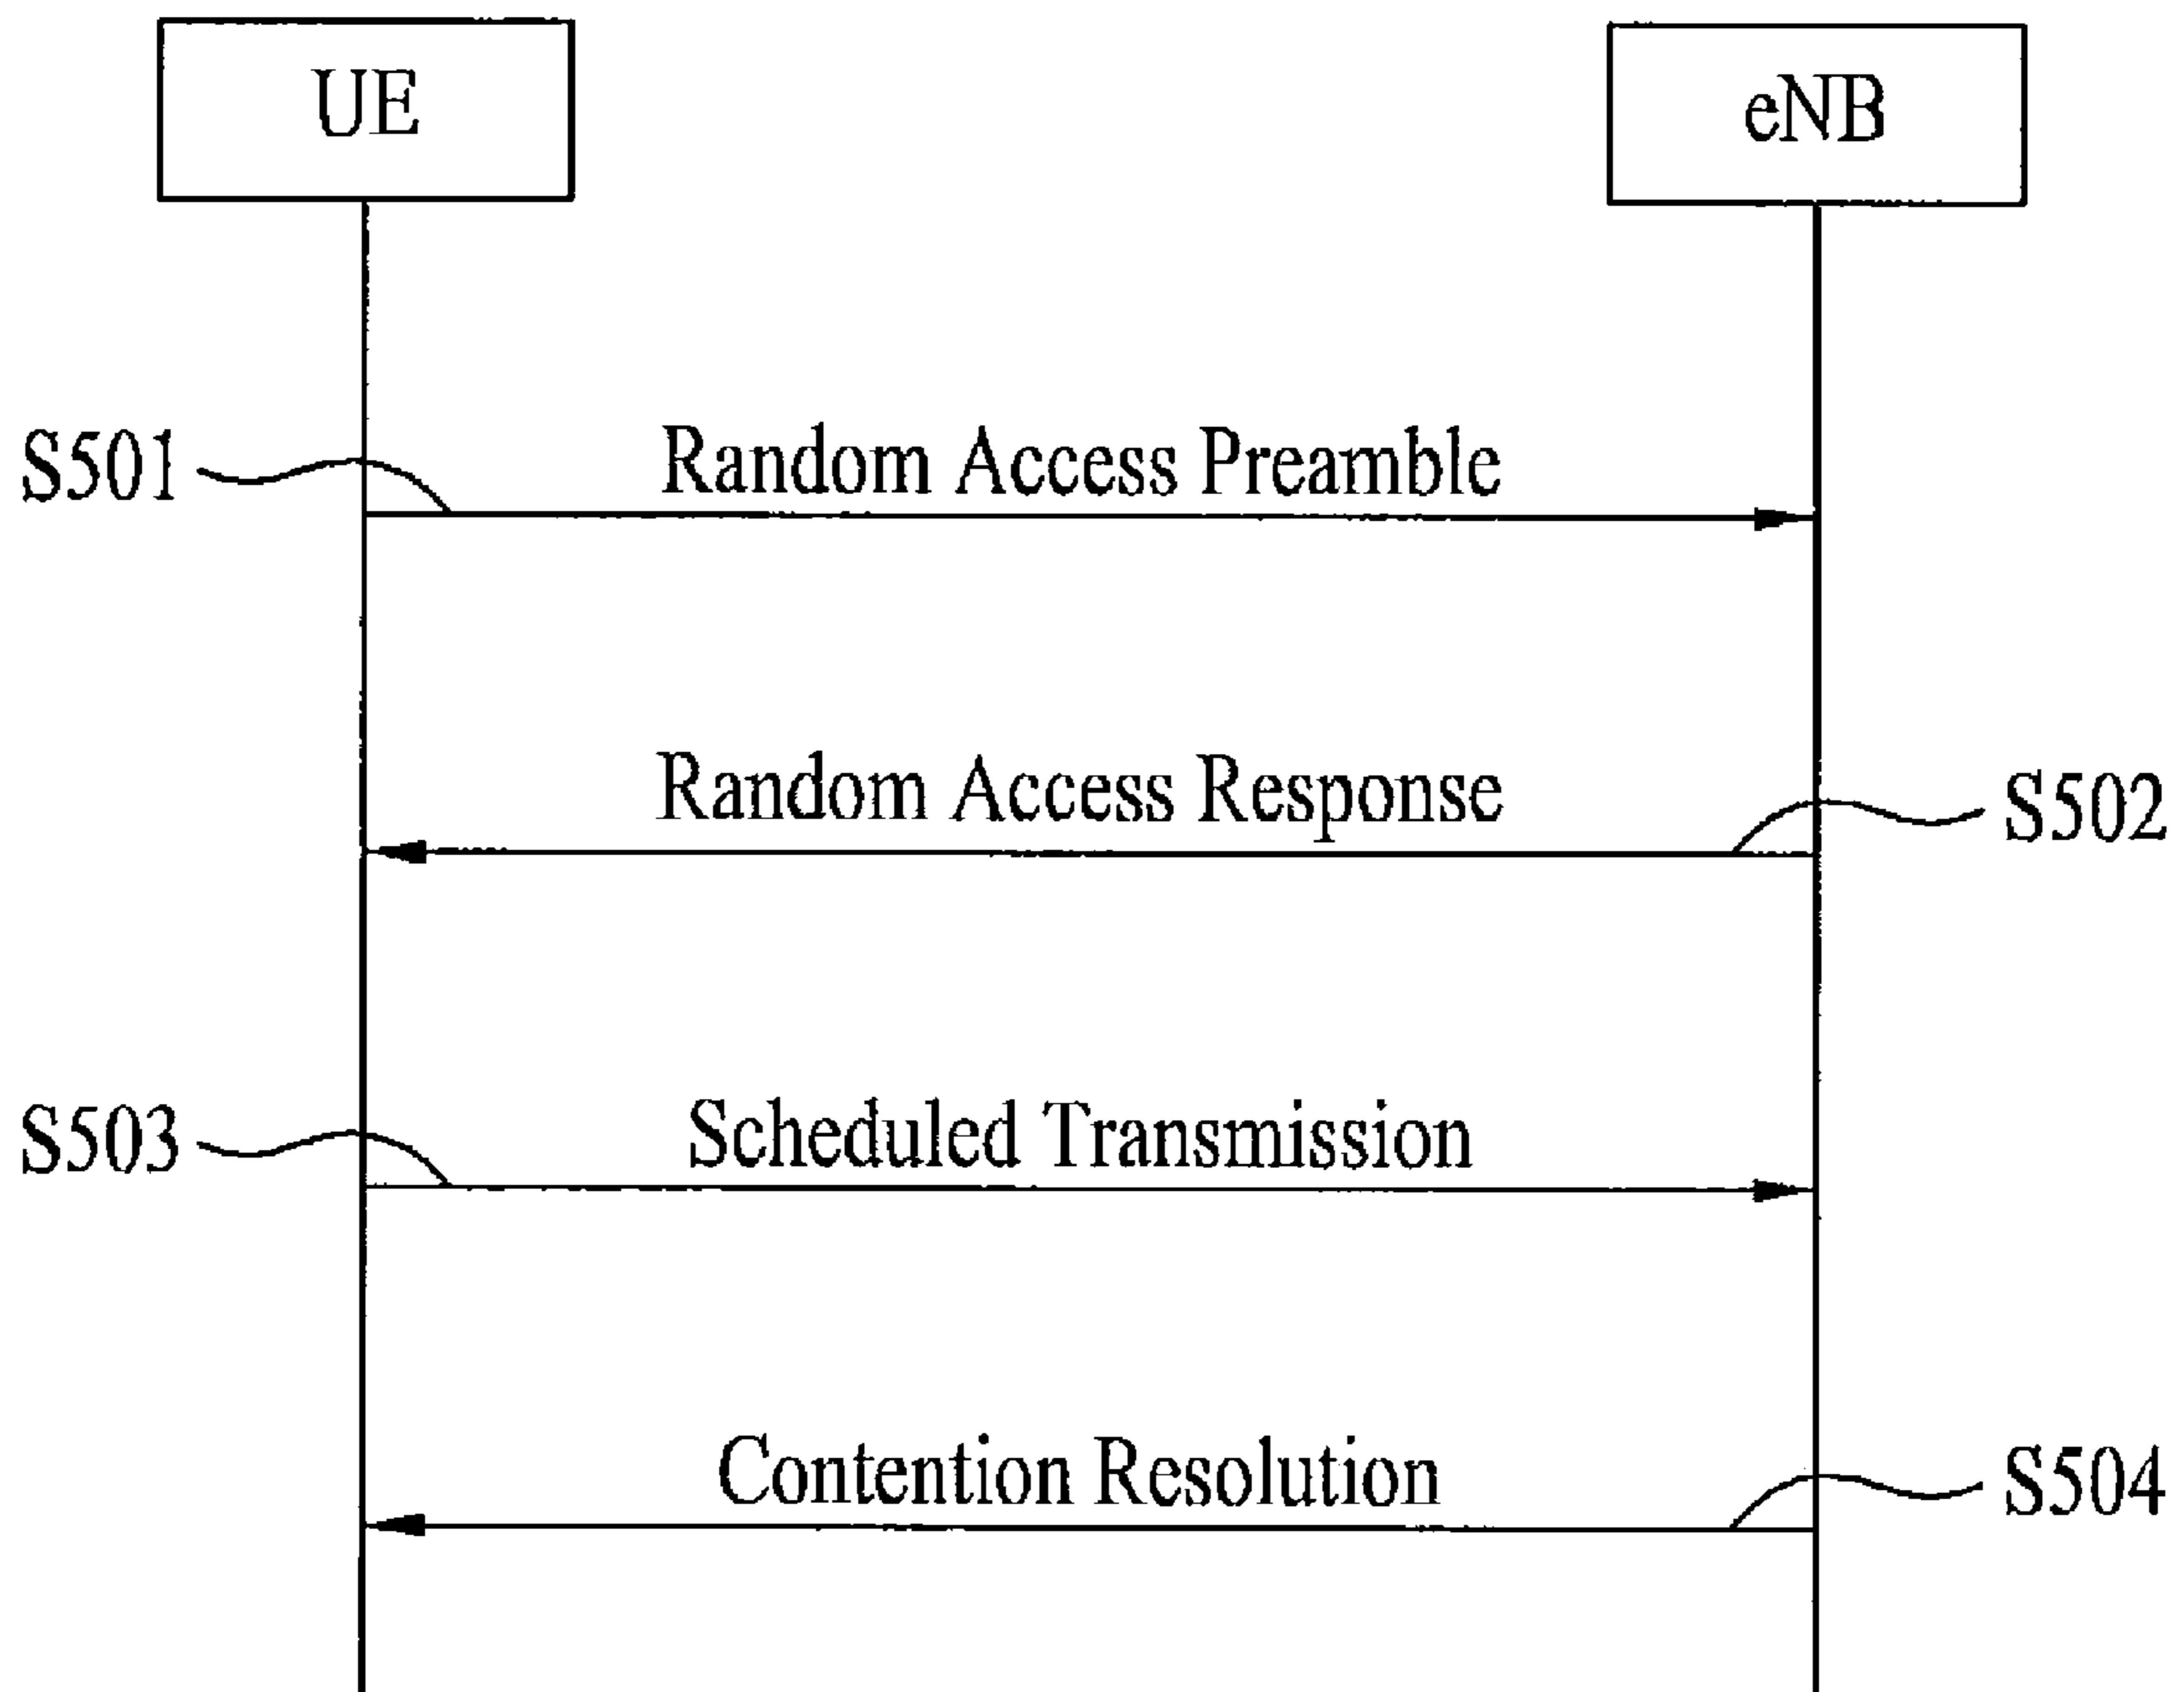 UE
eNB
S501
Random Access Preamble
Random Access Response
S502
S503
Scheduled Transmission
Contention Resolution
S504